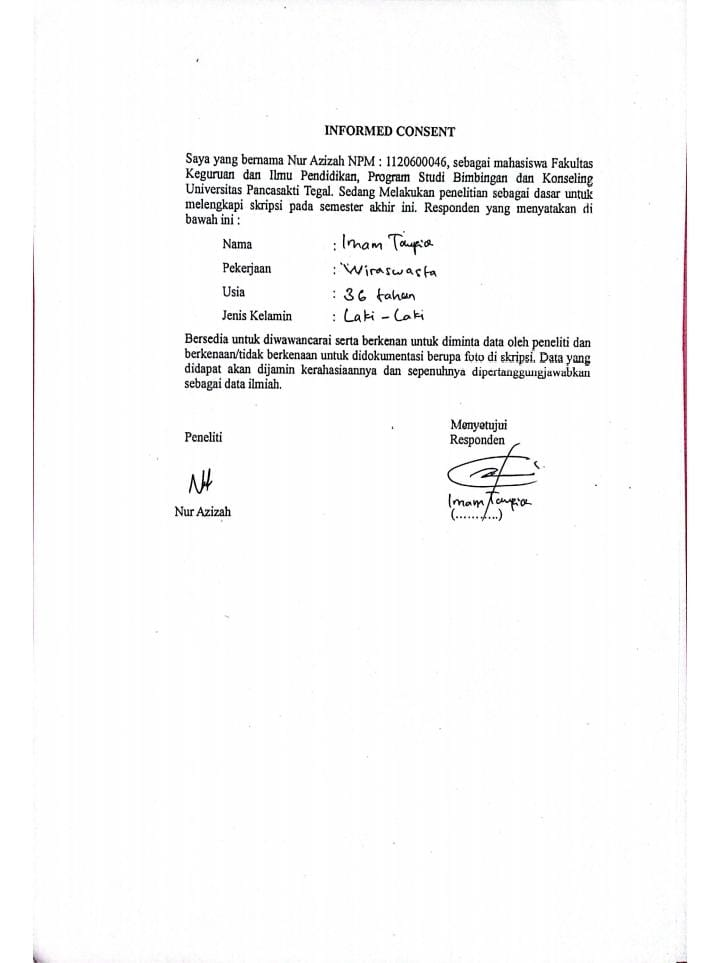 INFORMED CONSENT
Saya yang bernama Nur Azizah NPM : 1120600046, sebagai mahasiswa Fakultas
Keguruan dan Ilmu Pendidikan, Program Studi Bimbingan dan Konseling
Universitas Pancasakti Tegal. Sedang Melakukan penelitian sebagai dasar untuk
melengkapi skripsi pada semester akhir ini. Responden yang menyatakan di
bawah ini :
Nama : Imam
Pekerjaan : Wiraswasta
Usia : 36 tahun
Jenis Kelamin : Laki - Laki
Bersedia untuk diwawancarai serta berkenan untuk diminta data oleh peneliti dan
berkenaan/tidak berkenaan untuk didokumentasi berupa foto di skripsi. Data yang
didapat akan dijamin kerahasiaannya dan sepenuhnya dipertanggungjawabkan
sebagai data ilmiah.
Menyetujui
Peneliti Responden
Imam
Nur Azizah (...........)